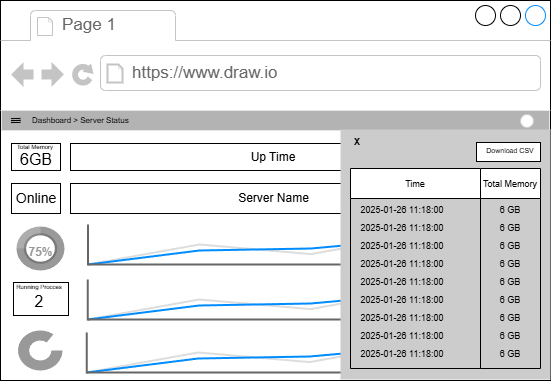 Page 1
https://www.draw.io
Dashboard > Server Status
Total Memory
6GB
Up Time
Online
Server Name
75%
Running Procces
2
X
Download CSV
Time Total Memory
2025-01-26 11:18:00 6 GB
2025-01-26 11:18:00 6 GB
2025-01-26 11:18:00 6 GB
2025-01-26 11:18:00 6 GB
2025-01-26 11:18:00 6 GB
2025-01-26 11:18:00 6 GB
2025-01-26 11:18:00 6 GB
2025-01-26 11:18:00 6 GB
2025-01-26 11:18:00 6 GB